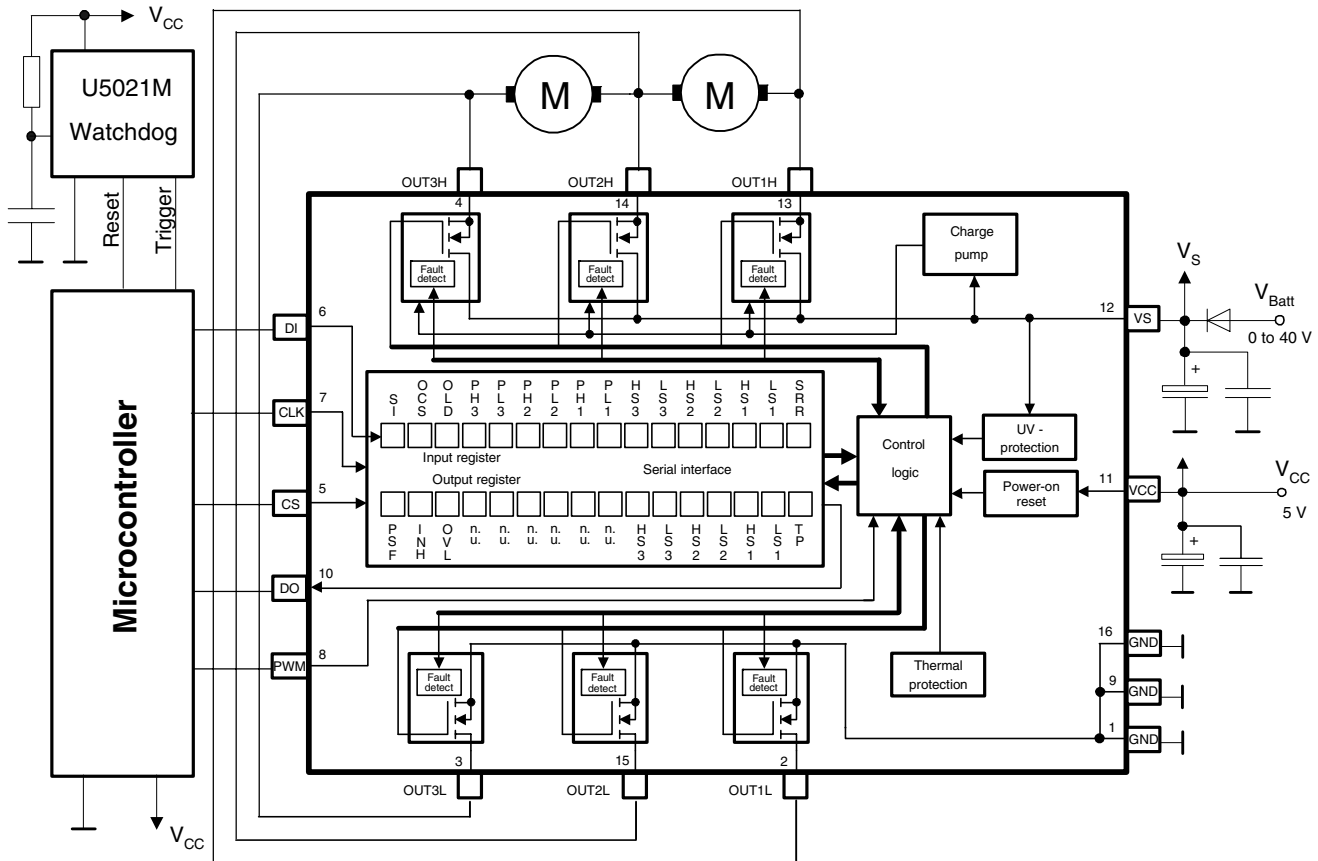 V_CC
U5021M
Watchdog
Reset
Trigger
Microcontroller
V_CC
M
M
OUT3H
OUT2H
OUT1H
4
14
13
Fault
detect
Fault
detect
Fault
detect
Charge
pump
V_S
V_Batt
0 to 40 V
12
VS
+
DI
6
CLK
7
CS
5
DO
10
PWM
8
SI
OCS
OLD
PH3
PL3
PH2
PL2
PH1
PL1
HS3
LS3
HS2
LS2
HS1
LS1
SRR
Input register
Serial interface
Output register
PSF
INH
OVL
n.u.
n.u.
n.u.
n.u.
n.u.
n.u.
HS3
LS3
HS2
LS2
HS1
LS1
TP
Control
logic
UV -
protection
Power-on
reset
11
VCC
V_CC
5 V
+
Thermal
protection
16
GND
9
GND
1
GND
Fault
detect
Fault
detect
Fault
detect
3
15
2
OUT3L
OUT2L
OUT1L